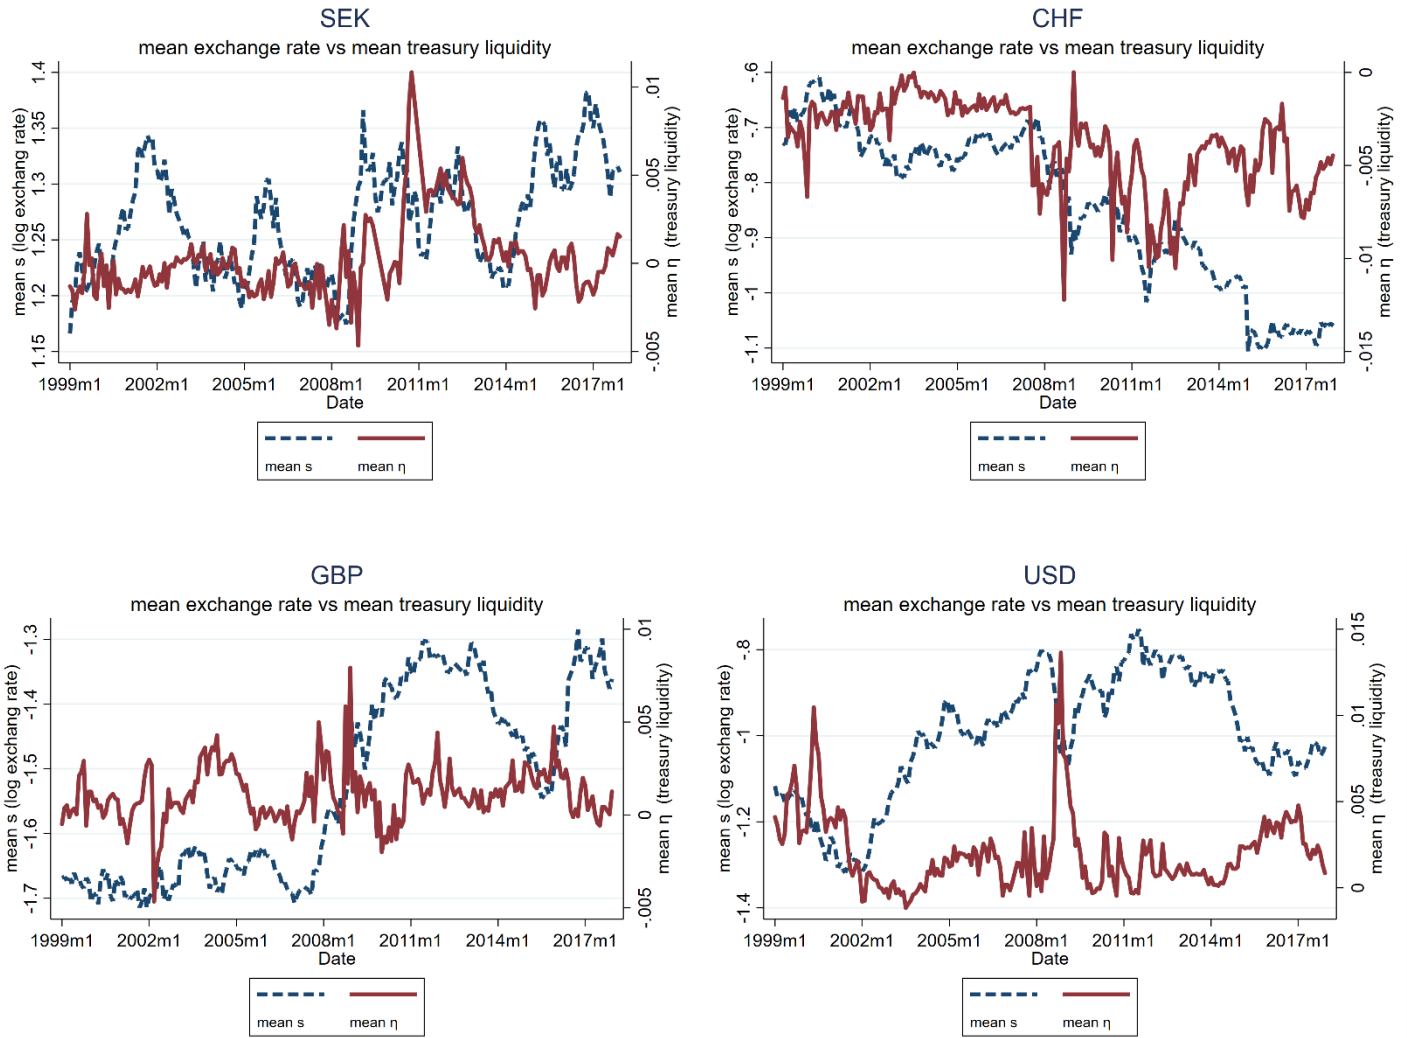 SEK
mean exchange rate vs mean treasury liquidity
mean s (log exchang rate)
1.4
1.35
1.3
1.25
1.2
1.15
.01
.005
0
-.005
mean η (treasury liquidity)
1999m1 2002m1 2005m1 2008m1 2011m1 2014m1 2017m1
Date
mean s mean η
CHF
mean exchange rate vs mean treasury liquidity
mean s (log exchang rate)
-.6
-.7
-.8
-.9
-1
-1.1
0
-.005
-.01
-.015
mean η (treasury liquidity)
1999m1 2002m1 2005m1 2008m1 2011m1 2014m1 2017m1
Date
mean s mean η
GBP
mean exchange rate vs mean treasury liquidity
mean s (log exchang rate)
-1.3
-1.4
-1.5
-1.6
-1.7
.01
.005
0
-.005
mean η (treasury liquidity)
1999m1 2002m1 2005m1 2008m1 2011m1 2014m1 2017m1
Date
mean s mean η
USD
mean exchange rate vs mean treasury liquidity
mean s (log exchang rate)
-.8
-1
-1.2
-1.4
.015
.01
.005
0
mean η (treasury liquidity)
1999m1 2002m1 2005m1 2008m1 2011m1 2014m1 2017m1
Date
mean s mean η